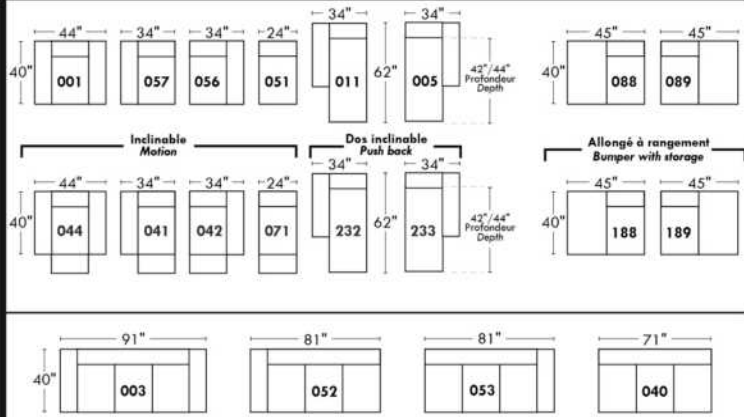 44" 34" 34" 24" 34" 34" 45" 45"
40" 001 057 056 051 011 62" 005 42"/44" Profondeur Depth 40" 088 089
Inclinable
Motion
Dos inclinable
Push back
Allongé à rangement
Bumper with storage
44" 34" 34" 24" 34" 34" 45" 45"
40" 044 041 042 071 232 62" 233 42"/44" Profondeur Depth 40" 188 189
91" 81" 81" 71"
40" 003 052 053 040